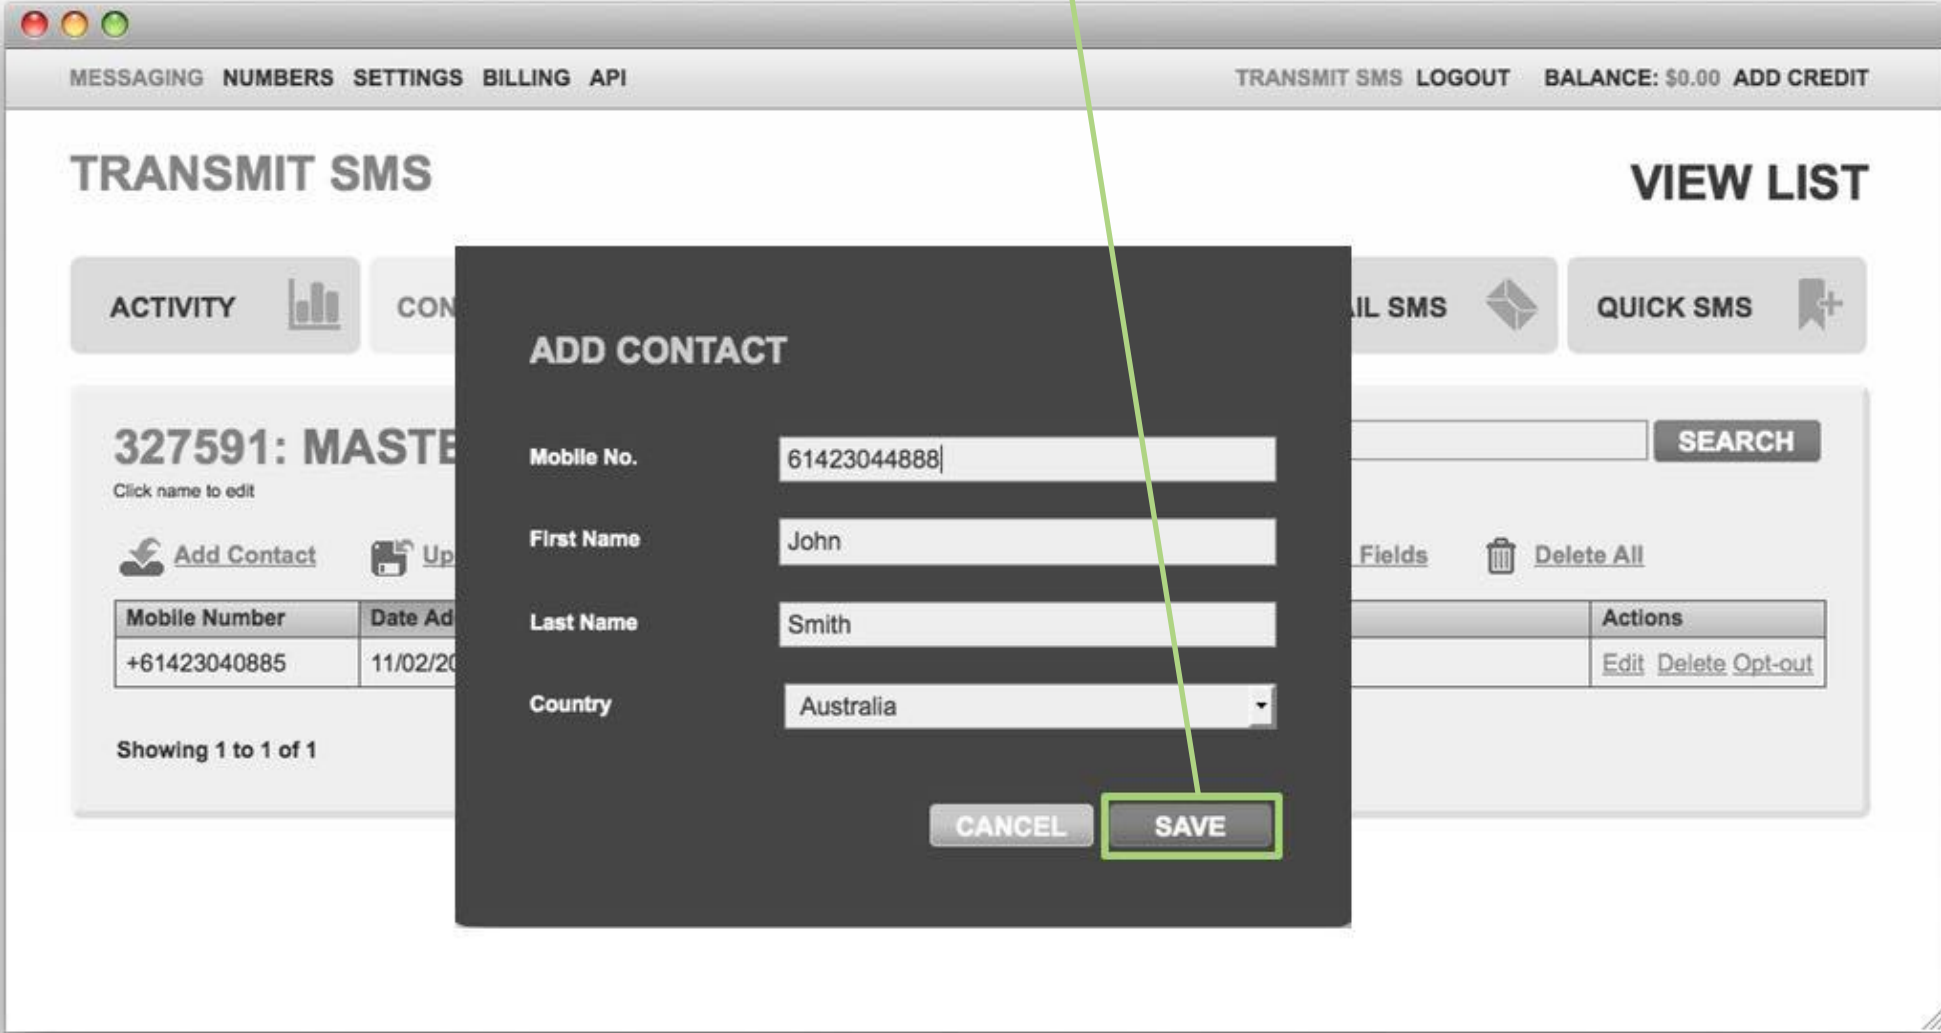 MESSAGING NUMBERS SETTINGS BILLING API TRANSMIT SMS LOGOUT BALANCE: $0.00 ADD CREDIT
TRANSMIT SMS
VIEW LIST
ACTIVITY CON IL SMS QUICK SMS
327591: MASTE SEARCH
Click name to edit
Add Contact Up Fields Delete All
Mobile Number Date Ad Actions
+61423040885 11/02/20 Edit Delete Opt-out
Showing 1 to 1 of 1
ADD CONTACT
Mobile No. 61423044888
First Name John
Last Name Smith
Country Australia
CANCEL SAVE